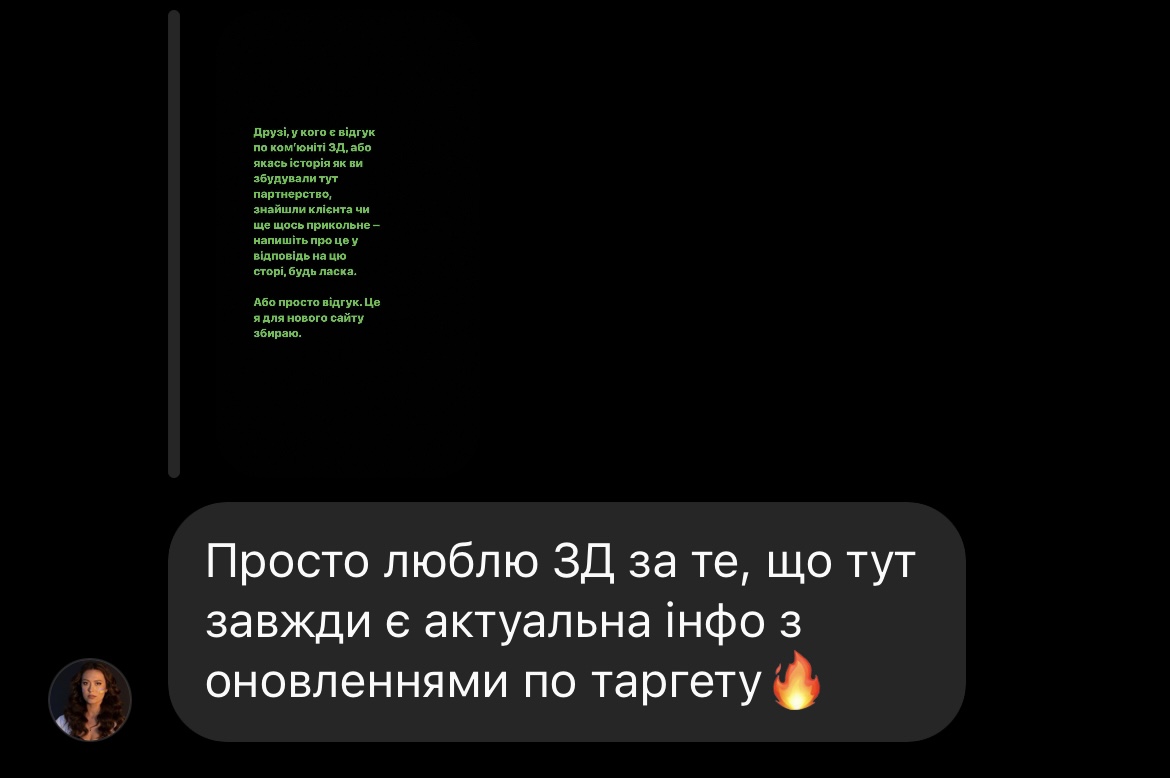 Друзі, у кого є відгук
по ком’юніті ЗД, або
якась історія як ви
збудували тут
партнерство,
знайшли клієнта чи
ще щось прикольне –
напишіть про це у
відповідь на цю
сторі, будь ласка.
Або просто відгук. Це
я для нового сайту
збираю.
Просто люблю ЗД за те, що тут
завжди є актуальна інфо з
оновленнями по таргету🔥